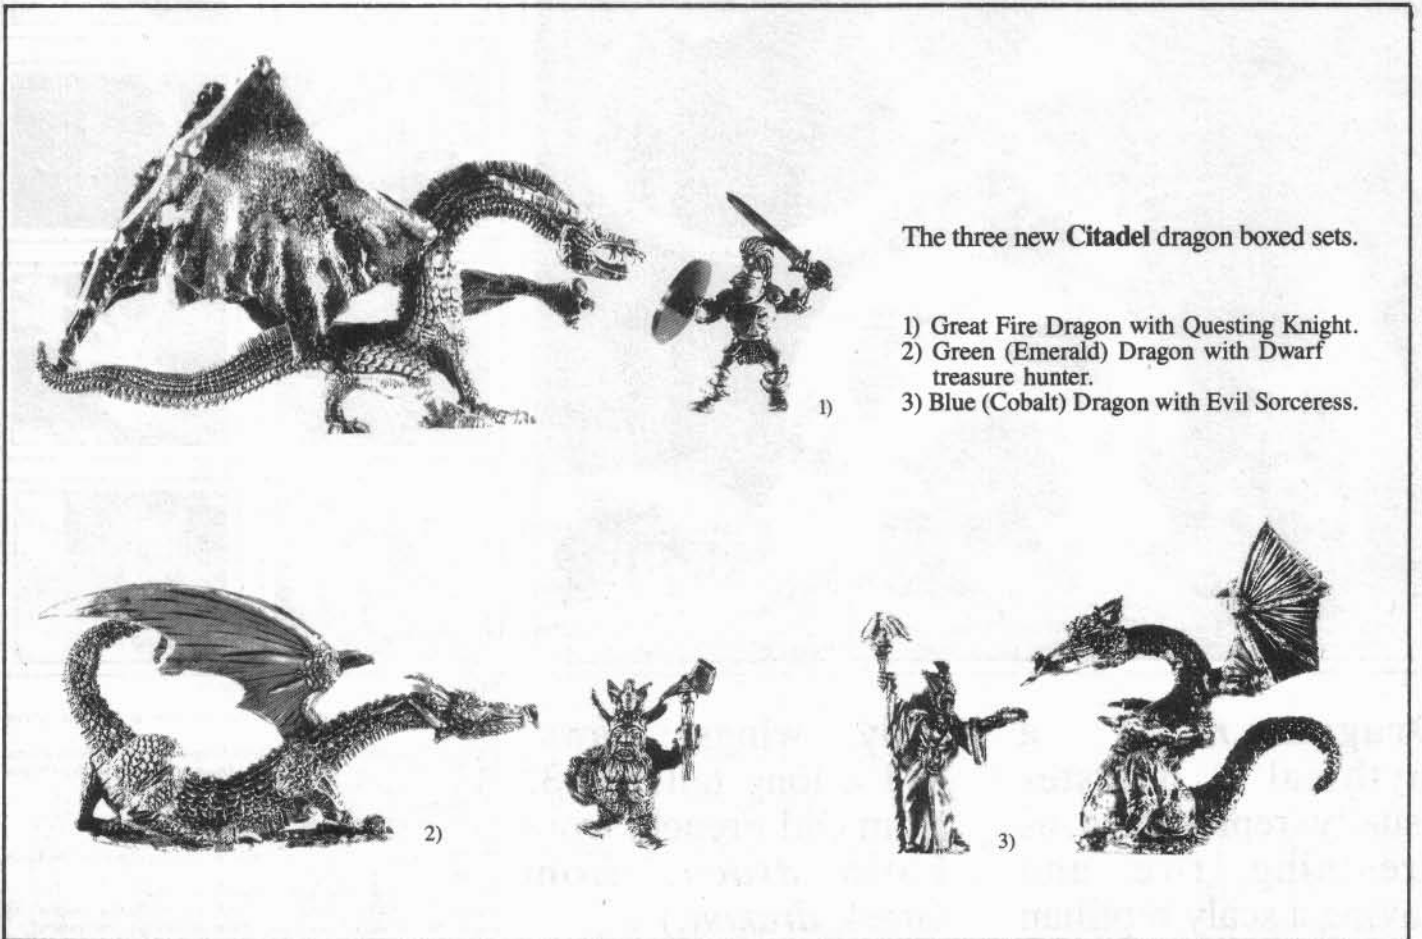 The three new Citadel dragon boxed sets.
1) Great Fire Dragon with Questing Knight.
2) Green (Emerald) Dragon with Dwarf
treasure hunter.
3) Blue (Cobalt) Dragon with Evil Sorceress.
1)
2)
3)